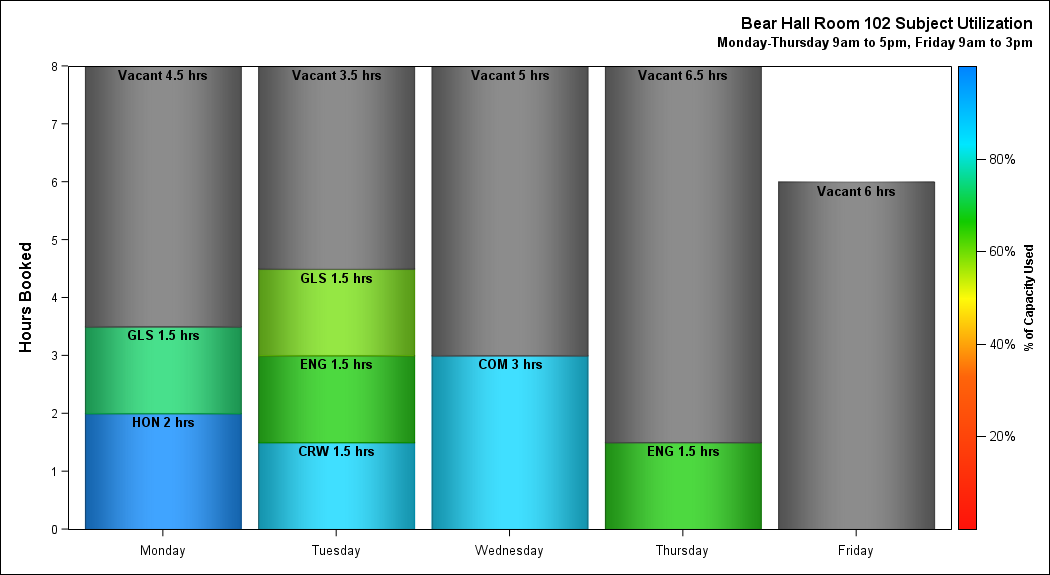 Bear Hall Room 102 Subject Utilization
Monday-Thursday 9am to 5pm, Friday 9am to 3pm
Hours Booked
8
7
6
5
4
3
2
1
0
Vacant 4.5 hrs
GLS 1.5 hrs
HON 2 hrs
Vacant 3.5 hrs
GLS 1.5 hrs
ENG 1.5 hrs
CRW 1.5 hrs
Vacant 5 hrs
COM 3 hrs
Vacant 6.5 hrs
ENG 1.5 hrs
Vacant 6 hrs
Monday
Tuesday
Wednesday
Thursday
Friday
80%
60%
40%
20%
% of Capacity Used